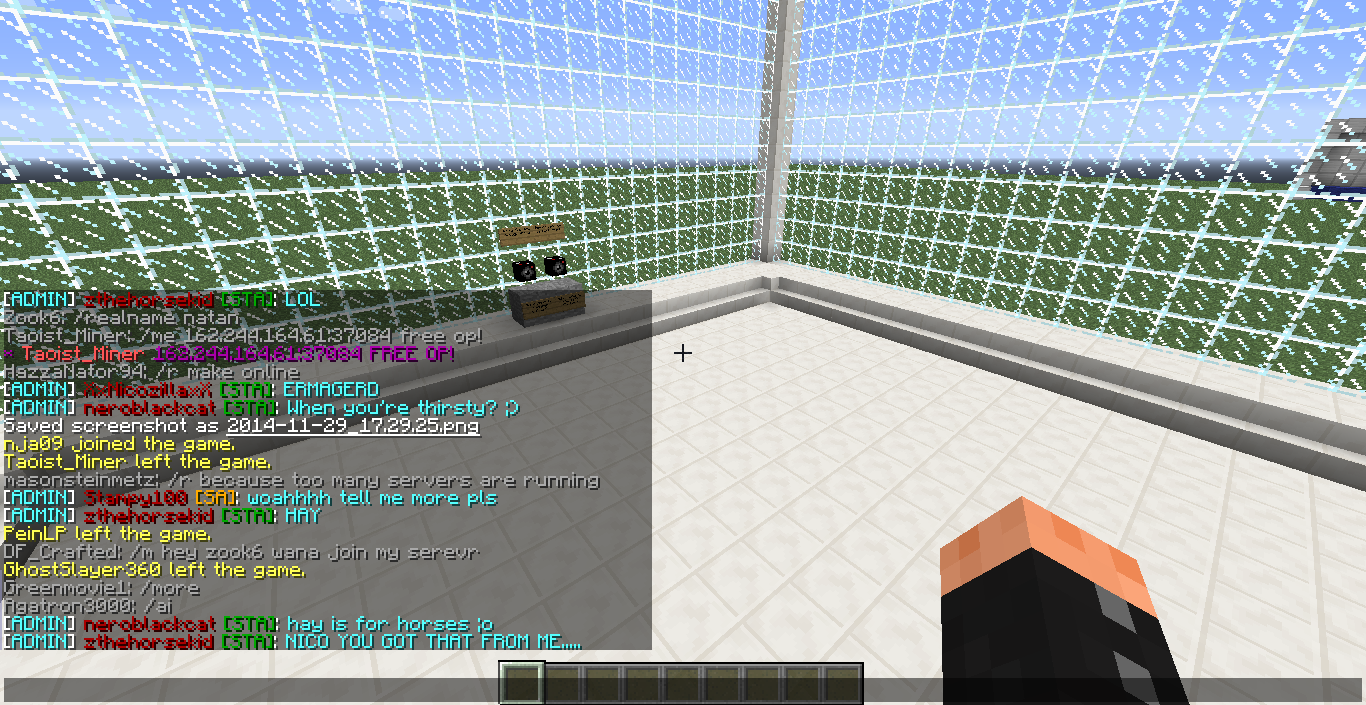 [ADMIN] zthehorsekid [STA]: LOL
Zook6: /realname natan
Taoist_Miner: /me 162.244.164.61:37084 free op!
* Taoist_Miner 162.244.164.61:37084 FREE OP!
HazzaNator94: /r make online
[ADMIN] XxNicozillaxX [STA]: ERMAGERD
[ADMIN] neroblackcat [STA]: When you're thirsty? ;)
Saved screenshot as 2014-11-29_17.29.25.png
nja09 joined the game.
Taoist_Miner left the game.
masonsteinmetz: /r because too many servers are running
[ADMIN] Stampy100 [SA]: woahhhh tell me more pls
[ADMIN] zthehorsekid [STA]: HAY
PeinLP left the game.
DF_Crafted: /m hey zook6 wana join my serevr
GhostSlayer360 left the game.
Greenmovie1: /more
Agatron3000: /ai
[ADMIN] neroblackcat [STA]: hay is for horses ;o
[ADMIN] zthehorsekid [STA]: NICO YOU GOT THAT FROM ME.....